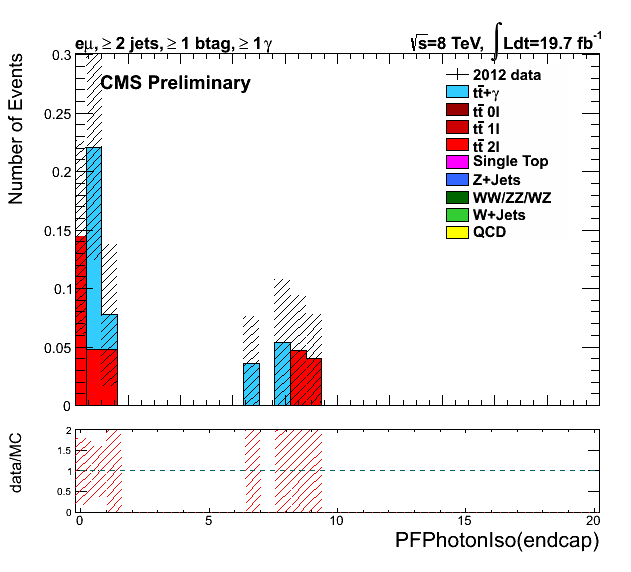 eμ, ≥ 2 jets, ≥ 1 btag, ≥ 1γ
√s=8 TeV, ∫ Ldt=19.7 fb⁻¹
CMS Preliminary
Number of Events
0.3
0.25
0.2
0.15
0.1
0.05
0
2012 data
tt̄+γ
tt̄ 0l
tt̄ 1l
tt̄ 2l
Single Top
Z+Jets
WW/ZZ/WZ
W+Jets
QCD
data/MC
2
1.5
1
0.5
0
0 5 10 15 20
PFPhotonIso(endcap)